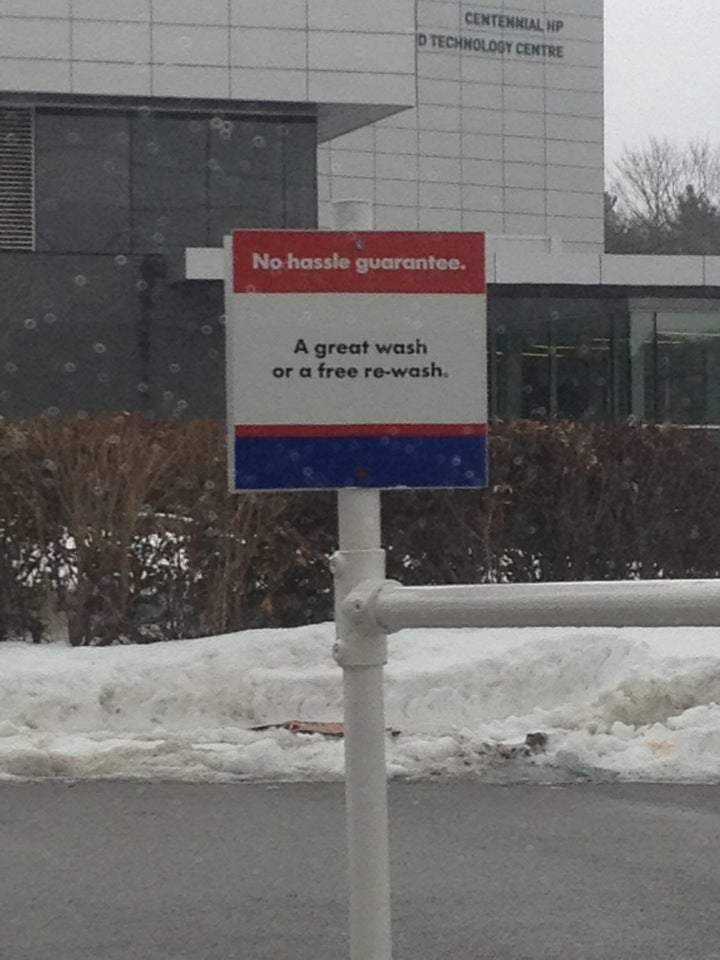 CENTENNIAL HP
D TECHNOLOGY CENTRE
No hassle guarantee.
A great wash
or a free re-wash.